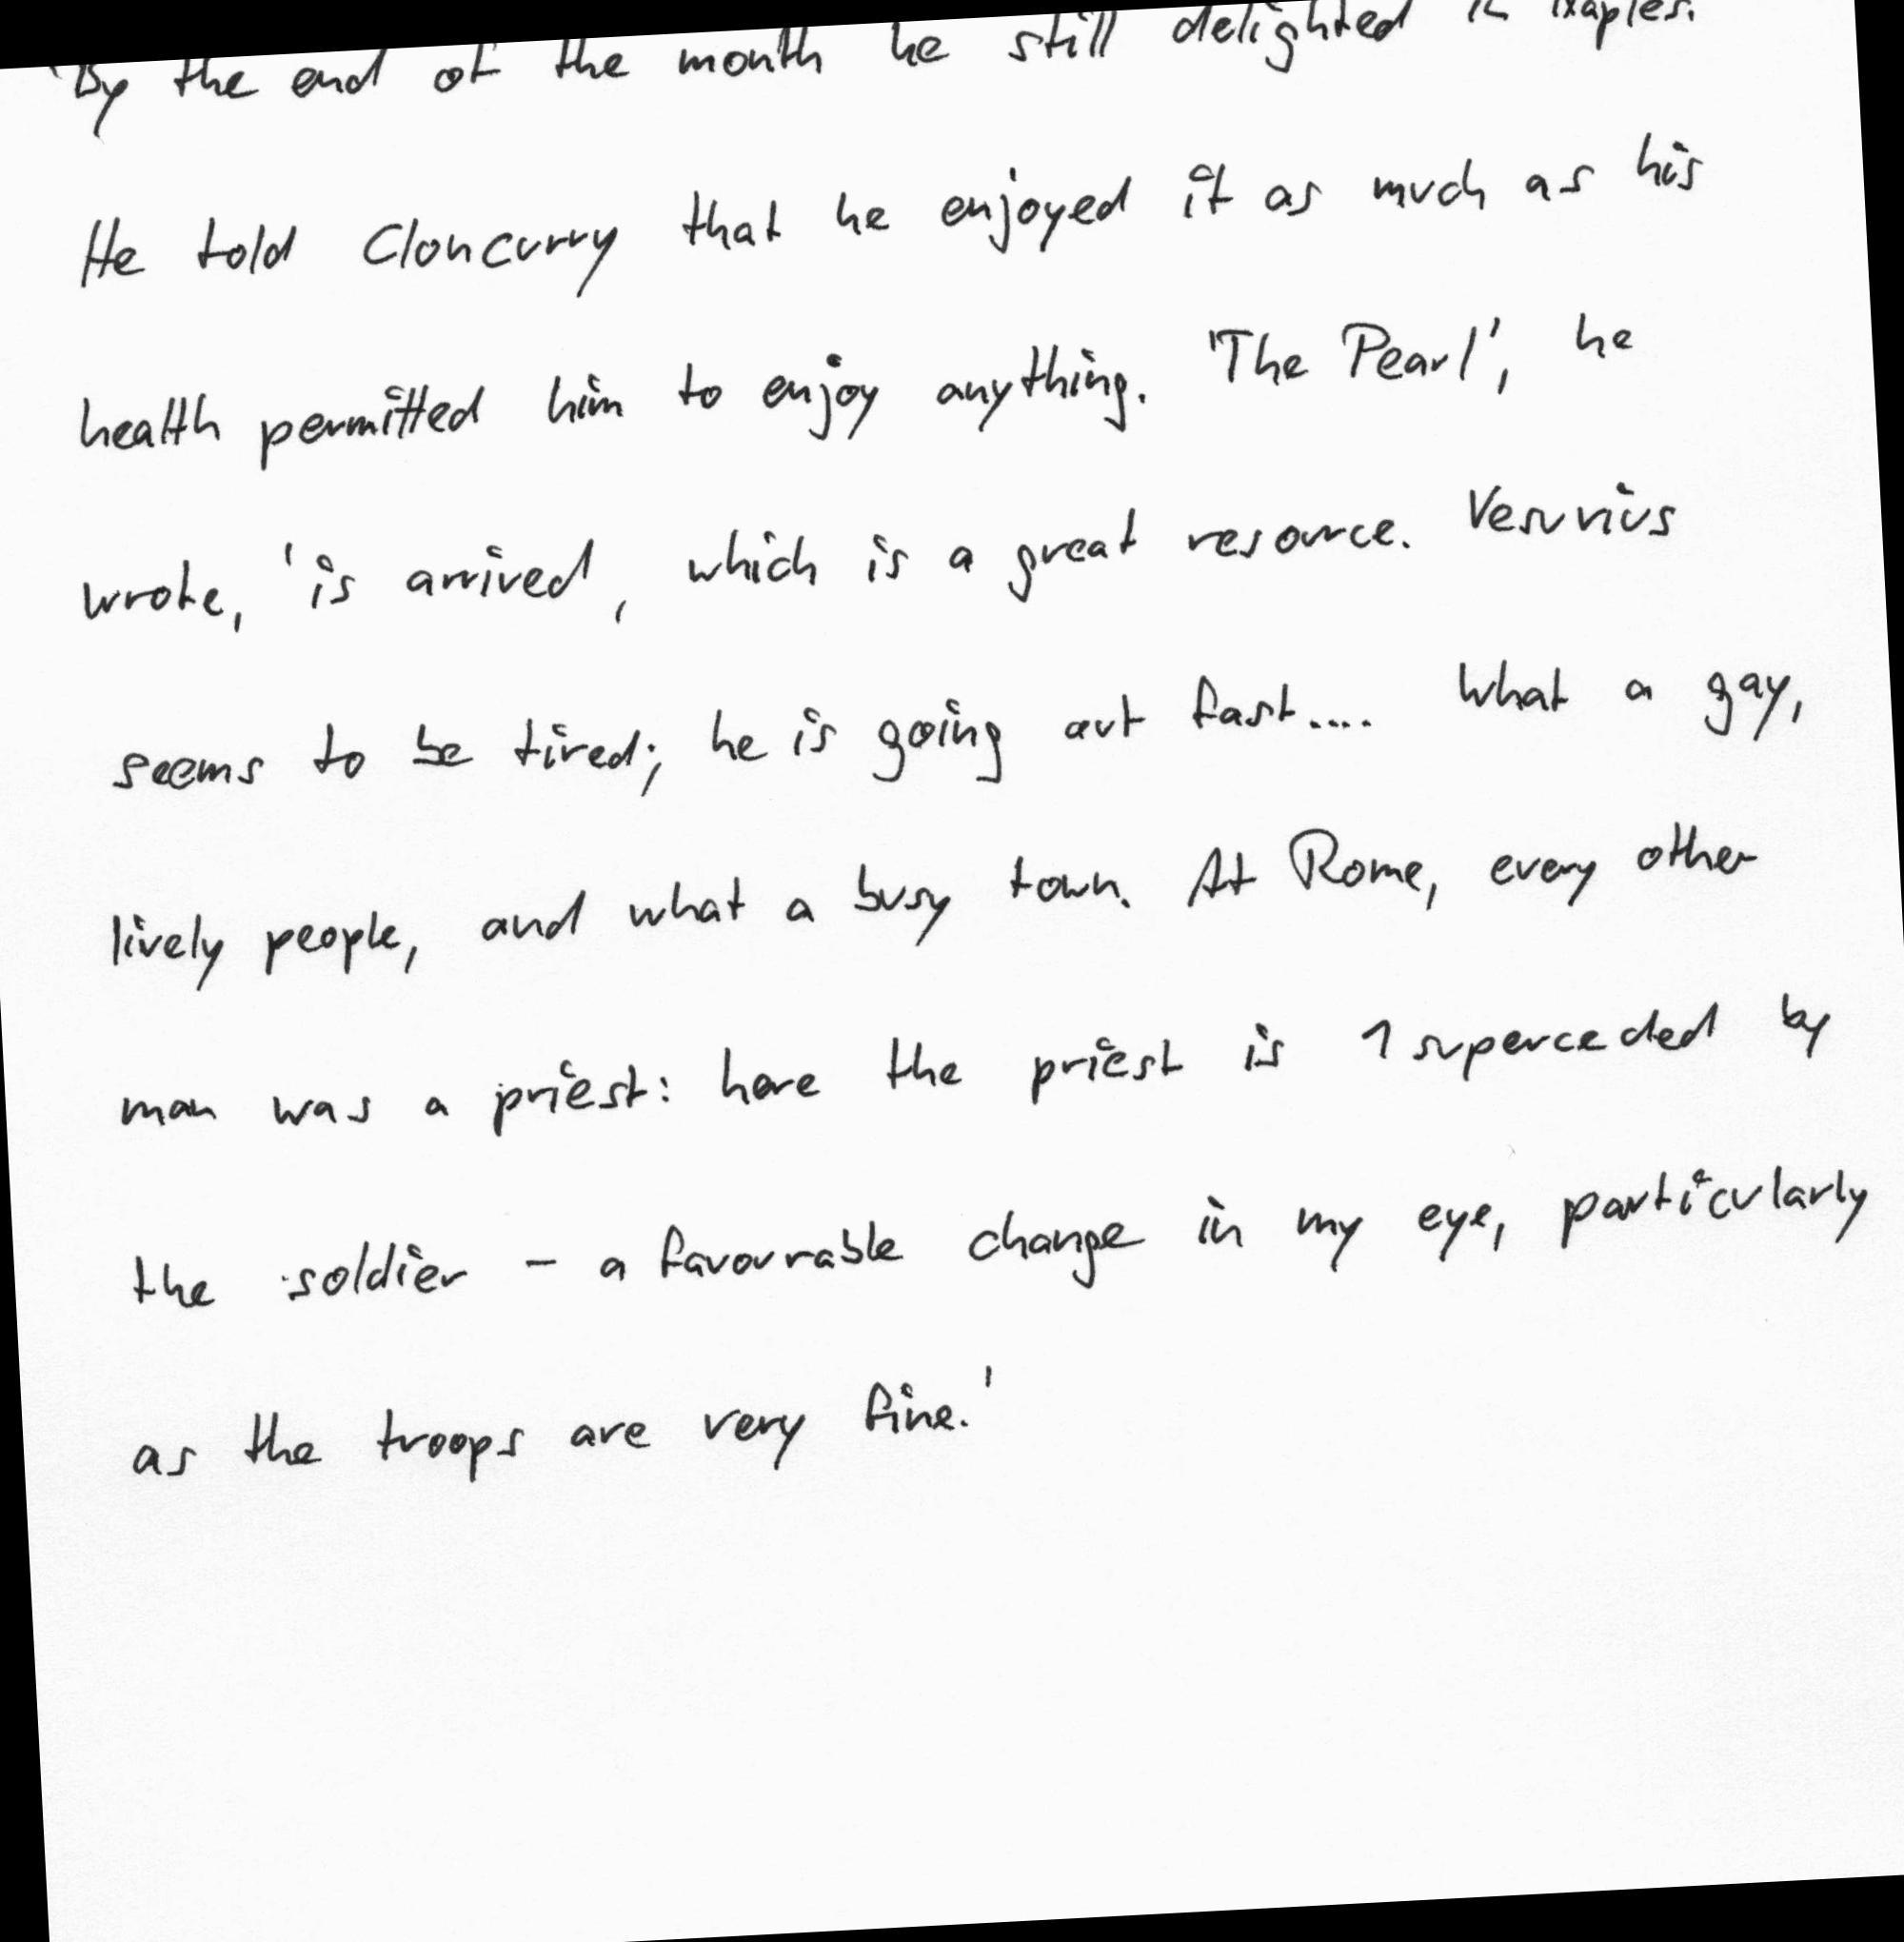 By the end of the month he still delighted in Naples.
He told Cloncurry that he enjoyed it as much as his
health permitted him to enjoy anything. 'The Pearl', he
wrote, 'is arrived, which is a great resource. Vesuvius
seems to be tired; he is going out fast.... What a gay,
lively people, and what a busy town. At Rome, every other
man was a priest: here the priest is 1 superceded by
the soldier - a favourable change in my eye, particularly
as the troops are very fine.'